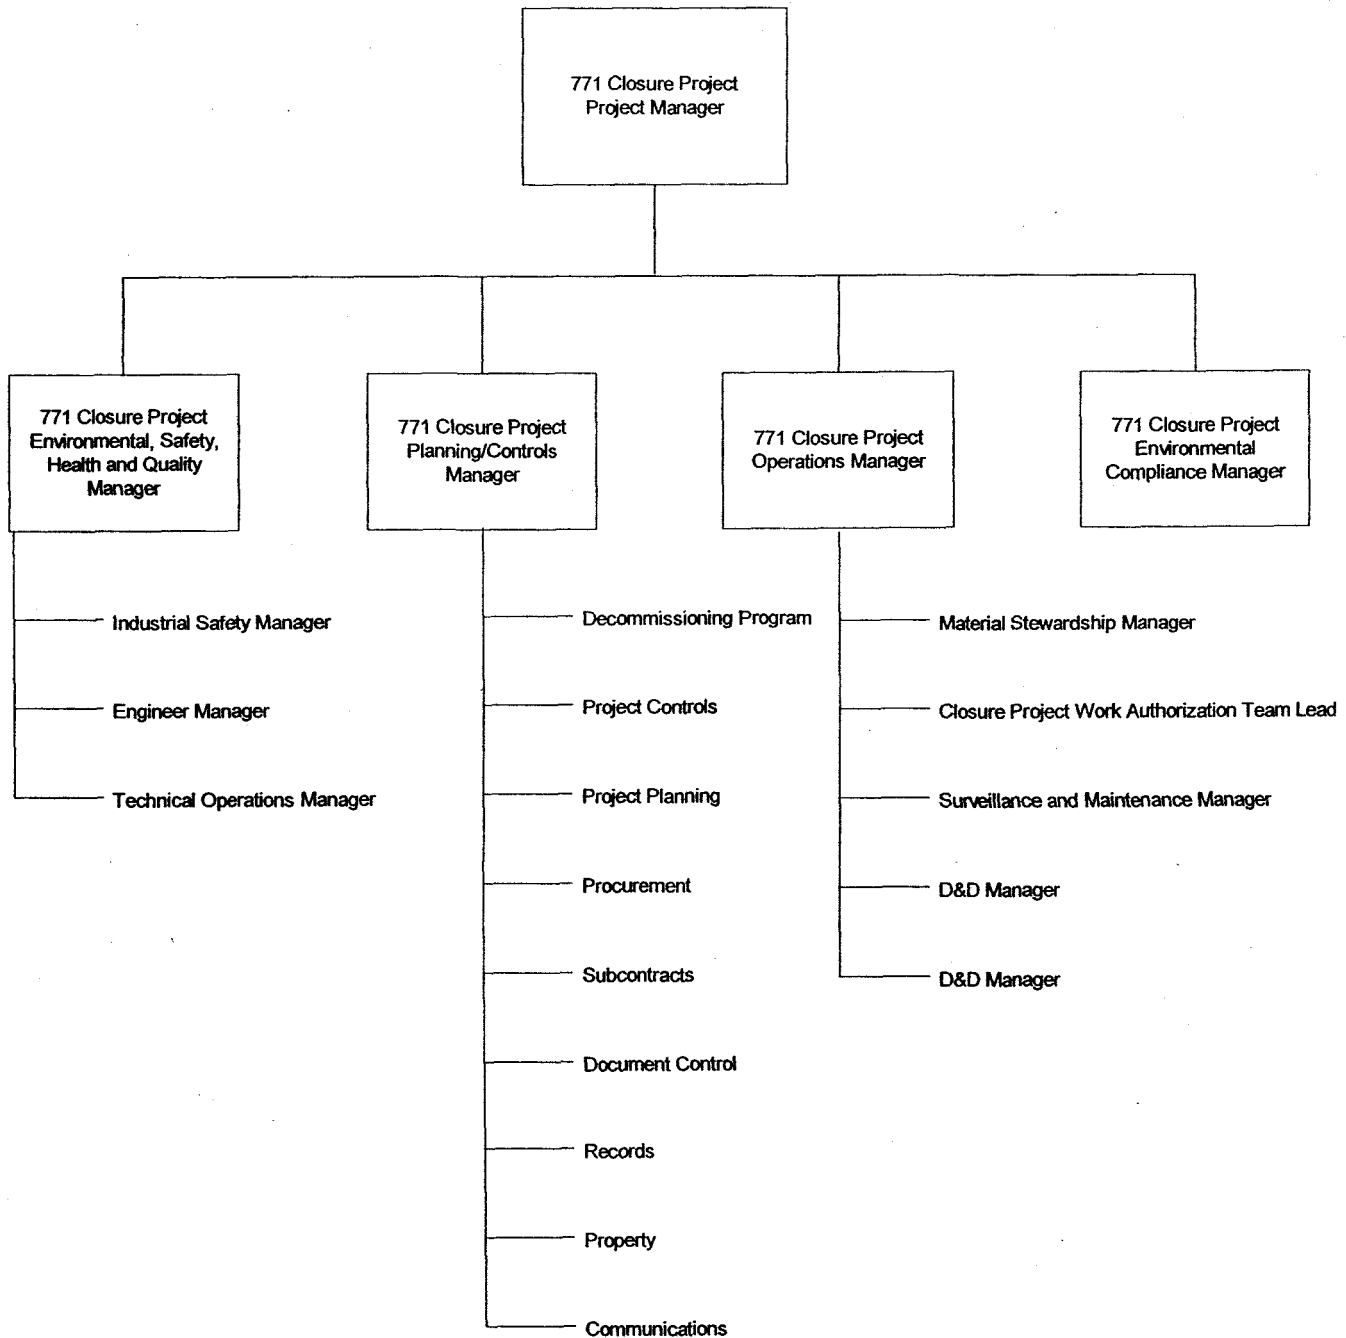 771 Closure Project
Project Manager
771 Closure Project
Environmental, Safety,
Health and Quality
Manager
771 Closure Project
Planning/Controls
Manager
771 Closure Project
Operations Manager
771 Closure Project
Environmental
Compliance Manager
Industrial Safety Manager
Engineer Manager
Technical Operations Manager
Decommissioning Program
Project Controls
Project Planning
Procurement
Subcontracts
Document Control
Records
Property
Communications
Material Stewardship Manager
Closure Project Work Authorization Team Lead
Surveillance and Maintenance Manager
D&D Manager
D&D Manager